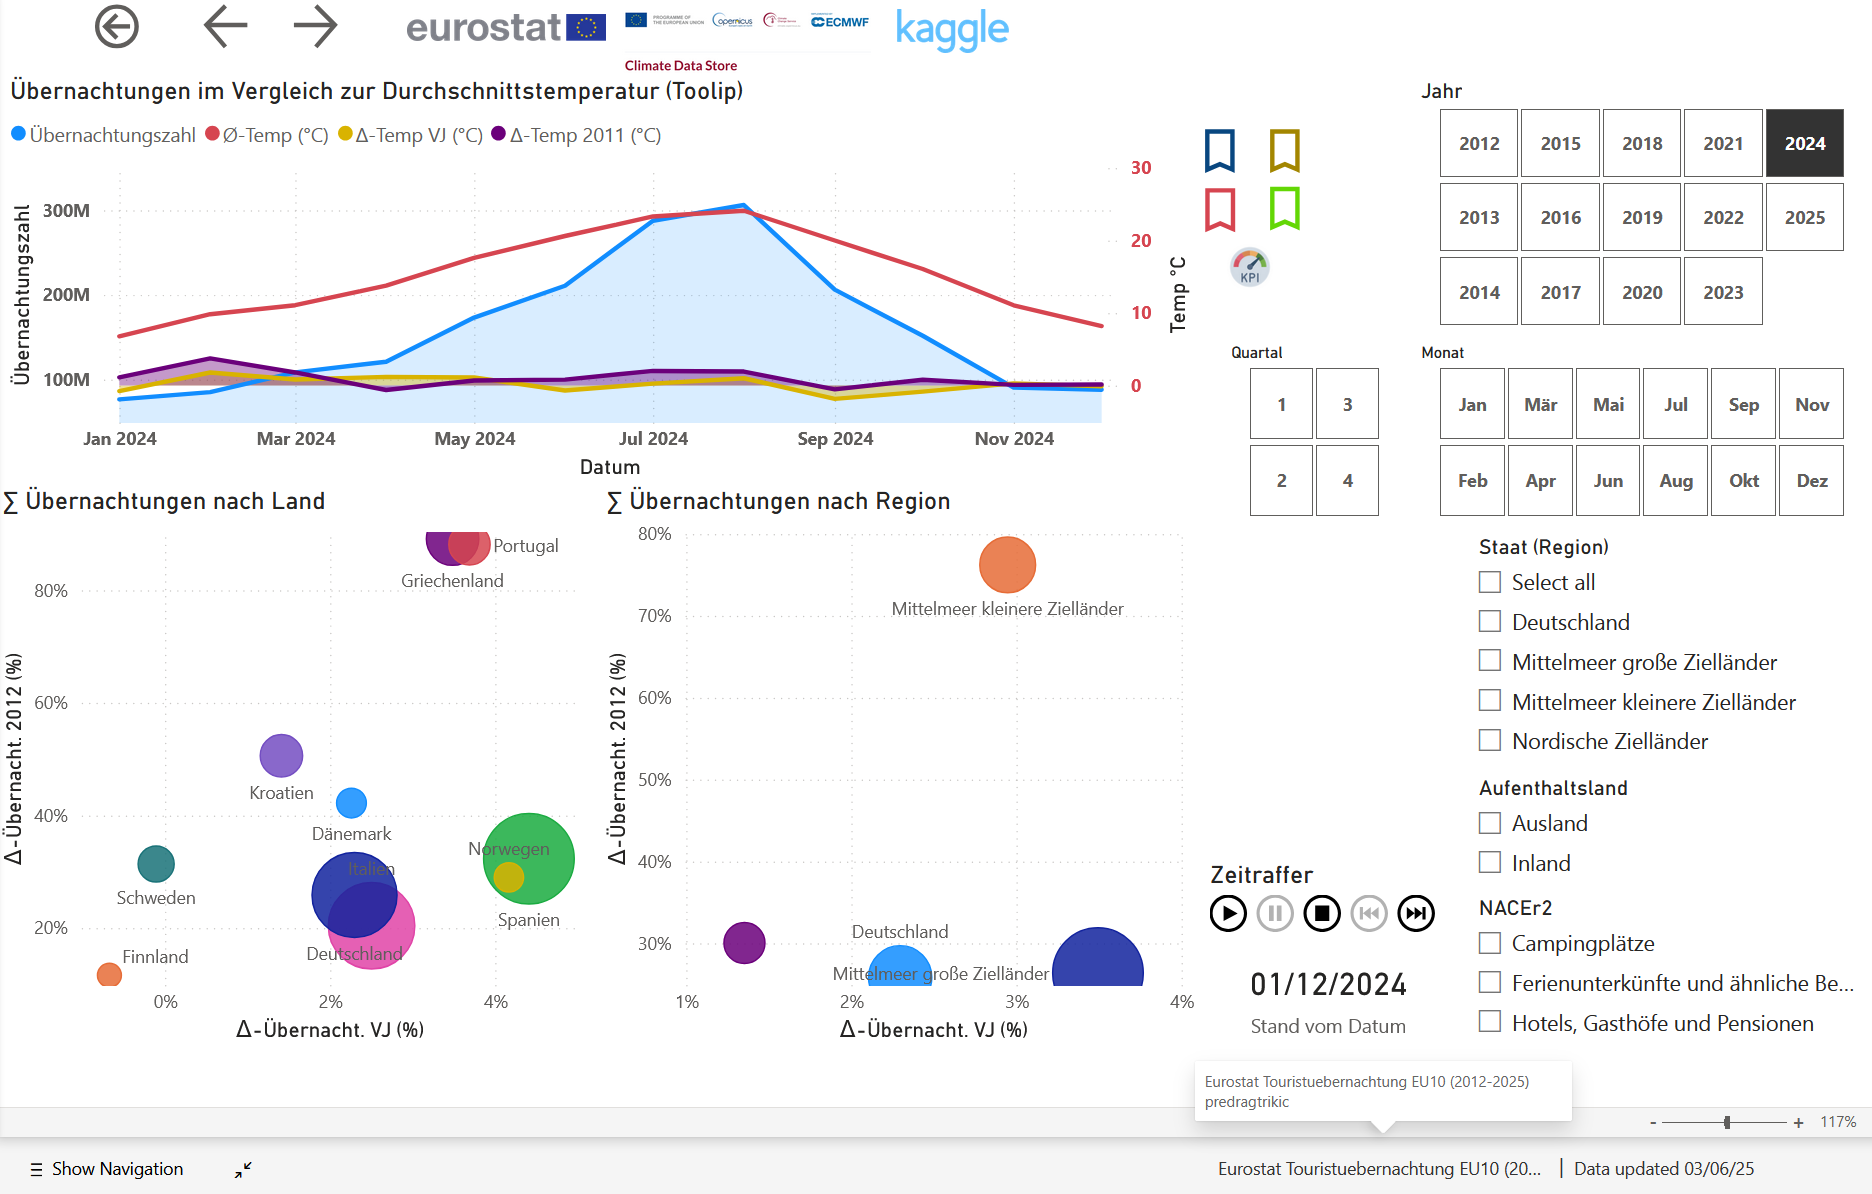 eurostat
PROGRAMME OF
THE EUROPEAN UNION
Copernicus
ECMWF
Climate Data Store
kaggle
Übernachtungen im Vergleich zur Durchschnittstemperatur (Toolip)
Übernachtungszahl Ø-Temp (°C) Δ-Temp VJ (°C) Δ-Temp 2011 (°C)
Übernachtungszahl
300M
200M
100M
30
20
10
0
Temp °C
Jan 2024 Mar 2024 May 2024 Jul 2024 Sep 2024 Nov 2024
Datum
KPI
Jahr
2012 2015 2018 2021 2024
2013 2016 2019 2022 2025
2014 2017 2020 2023
Quartal
1 3
2 4
Monat
Jan Mär Mai Jul Sep Nov
Feb Apr Jun Aug Okt Dez
∑ Übernachtungen nach Land
Δ-Übernacht. 2012 (%)
80%
60%
40%
20%
Portugal
Griechenland
Kroatien
Dänemark
Norwegen
Italien
Schweden
Spanien
Deutschland
Finnland
0% 2% 4%
Δ-Übernacht. VJ (%)
∑ Übernachtungen nach Region
Δ-Übernacht. 2012 (%)
80%
70%
60%
50%
40%
30%
Mittelmeer kleinere Zielländer
Deutschland
Mittelmeer große Zielländer
1% 2% 3% 4%
Δ-Übernacht. VJ (%)
Staat (Region)
Select all
Deutschland
Mittelmeer große Zielländer
Mittelmeer kleinere Zielländer
Nordische Zielländer
Aufenthaltsland
Ausland
Inland
NACEr2
Campingplätze
Ferienunterkünfte und ähnliche Be...
Hotels, Gasthöfe und Pensionen
Zeitraffer
01/12/2024
Stand vom Datum
Eurostat Touristuebernachtung EU10 (2012-2025)
predragtrikic
- + 117%
Show Navigation
Eurostat Touristuebernachtung EU10 (20... | Data updated 03/06/25